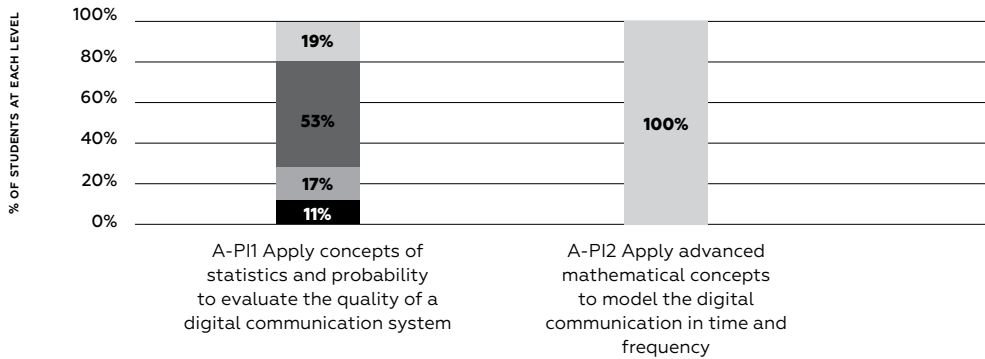 % OF STUDENTS AT EACH LEVEL
100%
80%
60%
40%
20%
0%
19%
53%
17%
11%
100%
A-PI1 Apply concepts of
statistics and probability
to evaluate the quality of a
digital communication system
A-PI2 Apply advanced
mathematical concepts
to model the digital
communication in time and
frequency